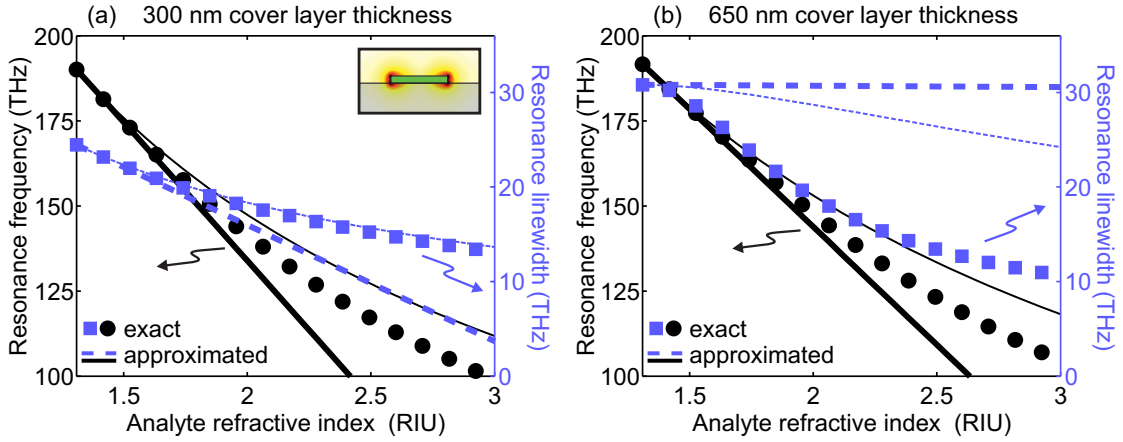 (a) 300 nm cover layer thickness
200
175
150
125
100
Resonance frequency (THz)
30
20
10
0
Resonance linewidth (THz)
exact
approximated
1.5 2 2.5 3
Analyte refractive index (RIU)
(b) 650 nm cover layer thickness
200
175
150
125
100
Resonance frequency (THz)
30
20
10
0
Resonance linewidth (THz)
exact
approximated
1.5 2 2.5 3
Analyte refractive index (RIU)